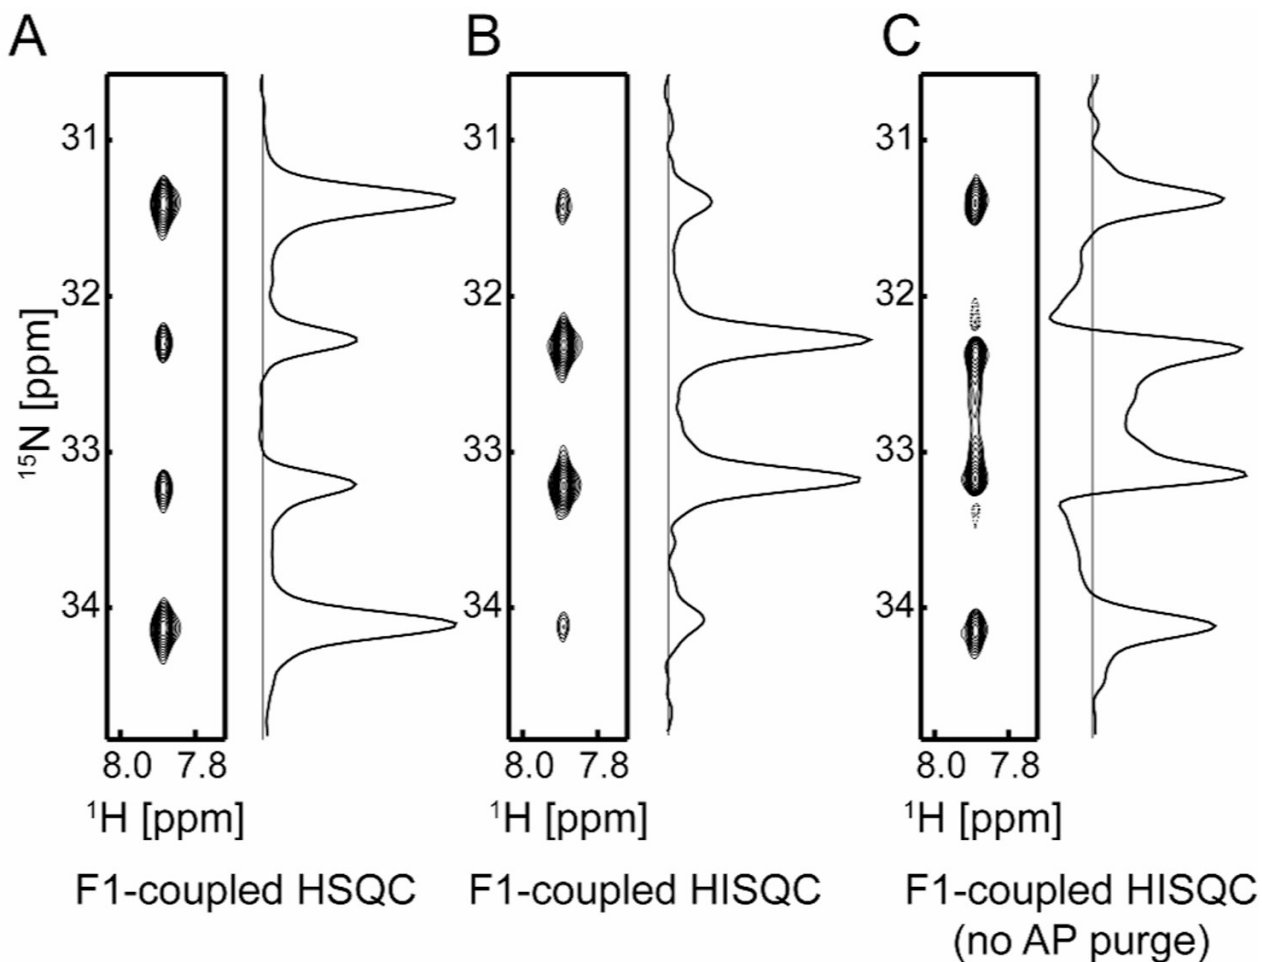 A
B
C
15N [ppm]
31
32
33
34
8.0 7.8
1H [ppm]
F1-coupled HSQC
31
32
33
34
8.0 7.8
1H [ppm]
F1-coupled HISQC
31
32
33
34
8.0 7.8
1H [ppm]
F1-coupled HISQC
(no AP purge)